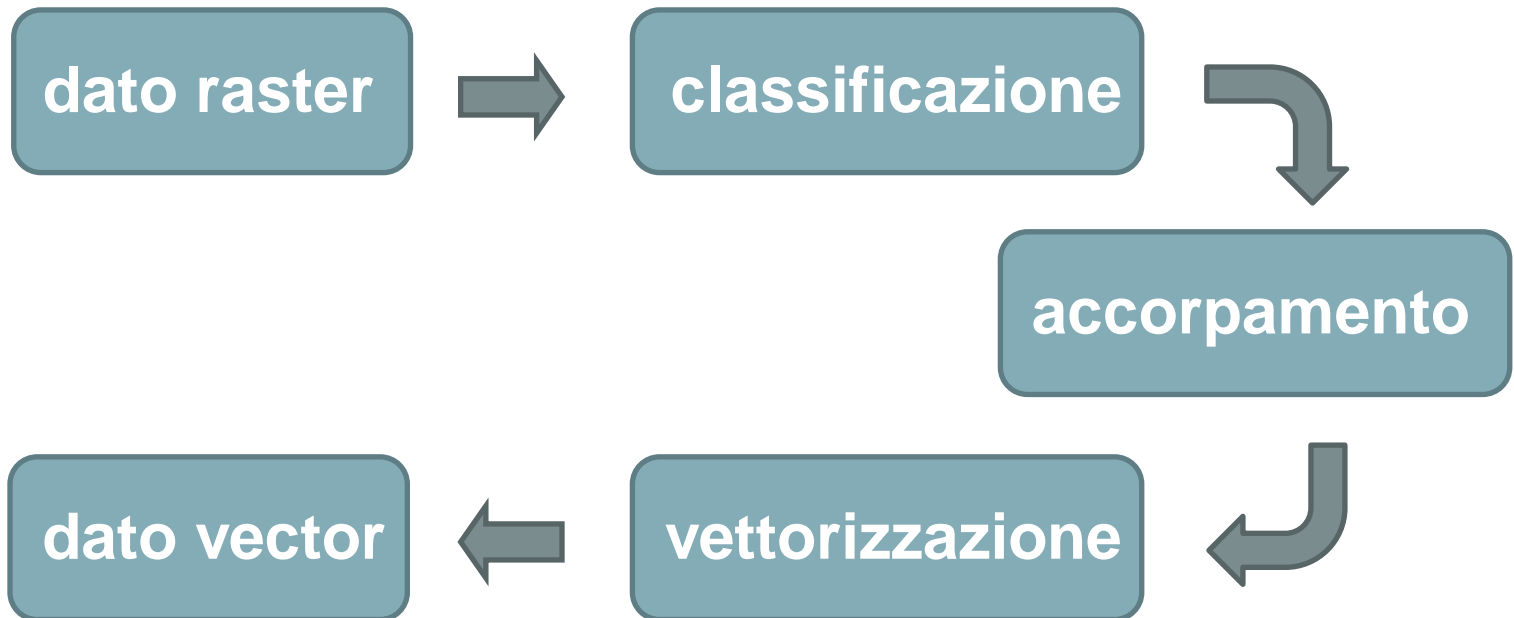 dato raster
classificazione
accorpamento
vettorizzazione
dato vector